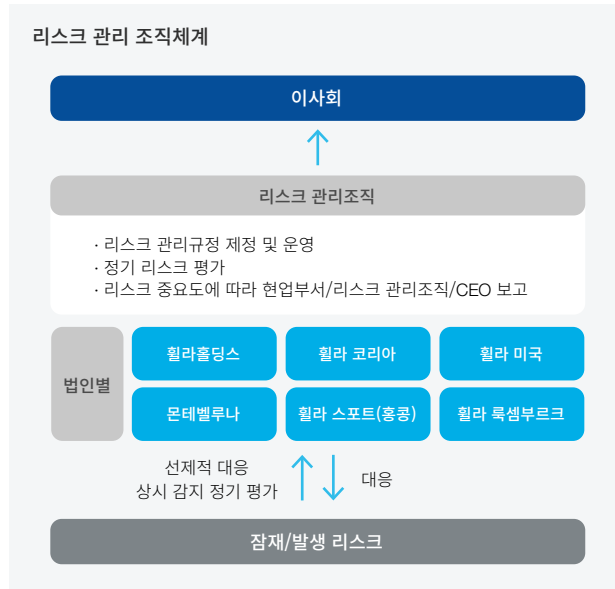 리스크 관리 조직체계
이사회
리스크 관리조직
· 리스크 관리규정 제정 및 운영
· 정기 리스크 평가
· 리스크 중요도에 따라 현업부서/리스크 관리조직/CEO 보고
법인별
휠라홀딩스
휠라 코리아
휠라 미국
몬테벨루나
휠라 스포트(홍콩)
휠라 룩셈부르크
선제적 대응
상시 감지 정기 평가
대응
잠재/발생 리스크